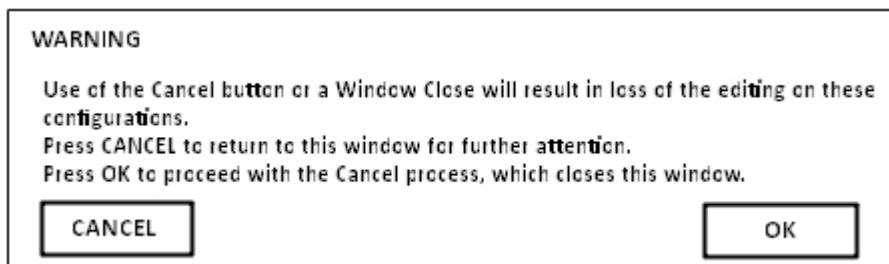 WARNING
Use of the Cancel button or a Window Close will result in loss of the editing on these
configurations.
Press CANCEL to return to this window for further attention.
Press OK to proceed with the Cancel process, which closes this window.
CANCEL OK